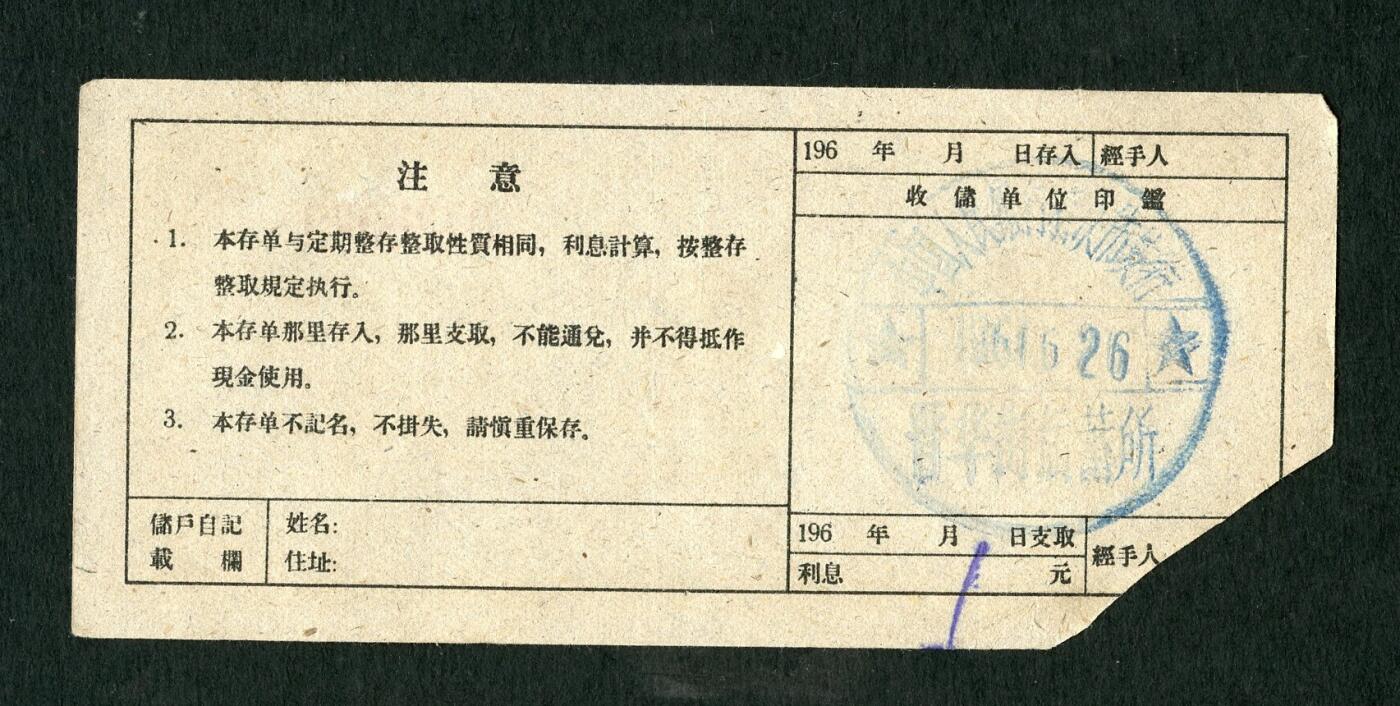 注 意
1. 本存单与定期整存整取性質相同，利息計算，按整存
整取規定执行。
2. 本存单那里存入，那里支取，不能通兌，并不得抵作
現金使用。
3. 本存单不記名，不掛失，請愼重保存。
儲戶自記
載 欄
姓名:
住址:
196 年 月 日存入
經手人
收儲单位印鑑
26
196 年 月 日支取
利息 元
經手人